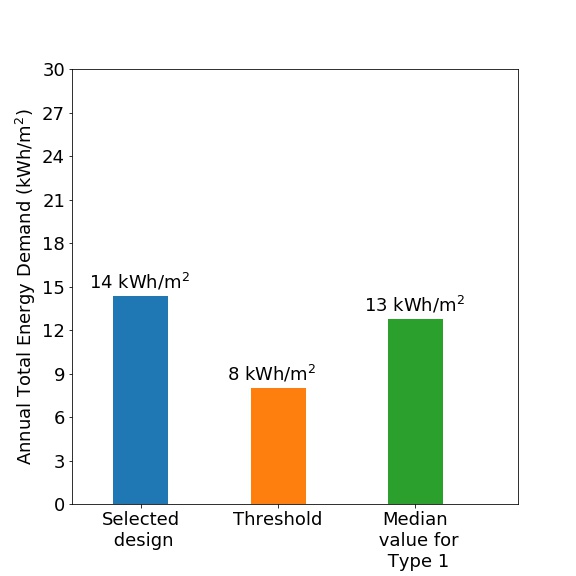 Annual Total Energy Demand (kWh/m²)
30
27
24
21
18
15
12
9
6
3
0
14 kWh/m²
8 kWh/m²
13 kWh/m²
Selected
design
Threshold
Median
value for
Type 1